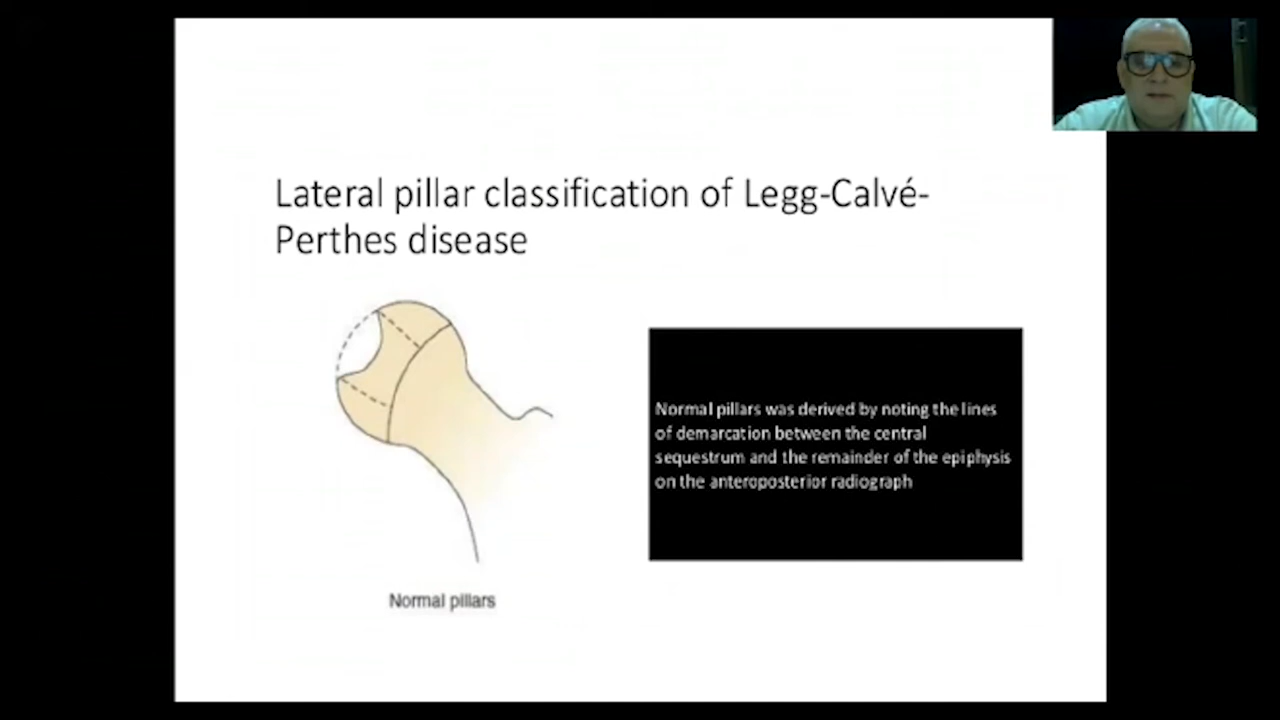 Lateral pillar classification of Legg-Calvé-
Perthes disease
Normal pillars was derived by noting the lines
of demarcation between the central
sequestrum and the remainder of the epiphysis
on the anteroposterior radiograph
Normal pillars